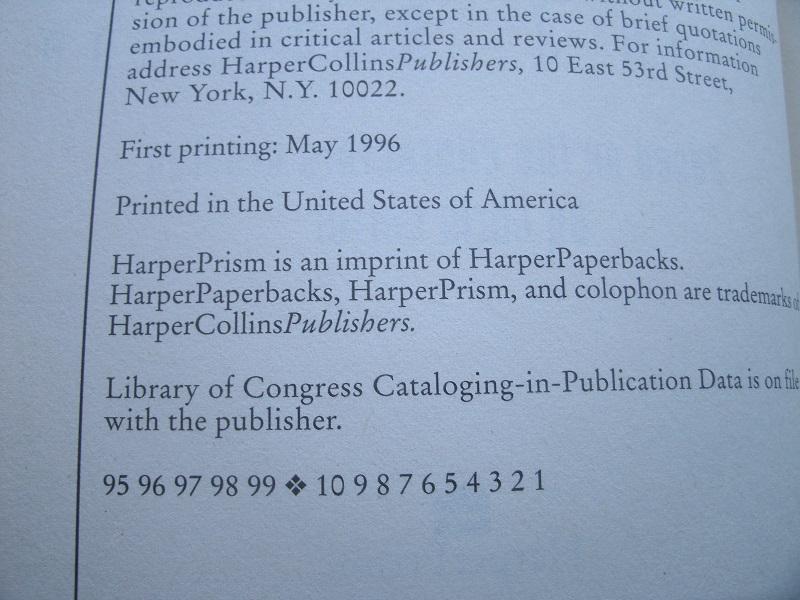 without written permis-
sion of the publisher, except in the case of brief quotations
embodied in critical articles and reviews. For information
address HarperCollinsPublishers, 10 East 53rd Street,
New York, N.Y. 10022.
First printing: May 1996
Printed in the United States of America
HarperPrism is an imprint of HarperPaperbacks.
HarperPaperbacks, HarperPrism, and colophon are trademarks of
HarperCollinsPublishers.
Library of Congress Cataloging-in-Publication Data is on file
with the publisher.
95 96 97 98 99 ❖ 10 9 8 7 6 5 4 3 2 1